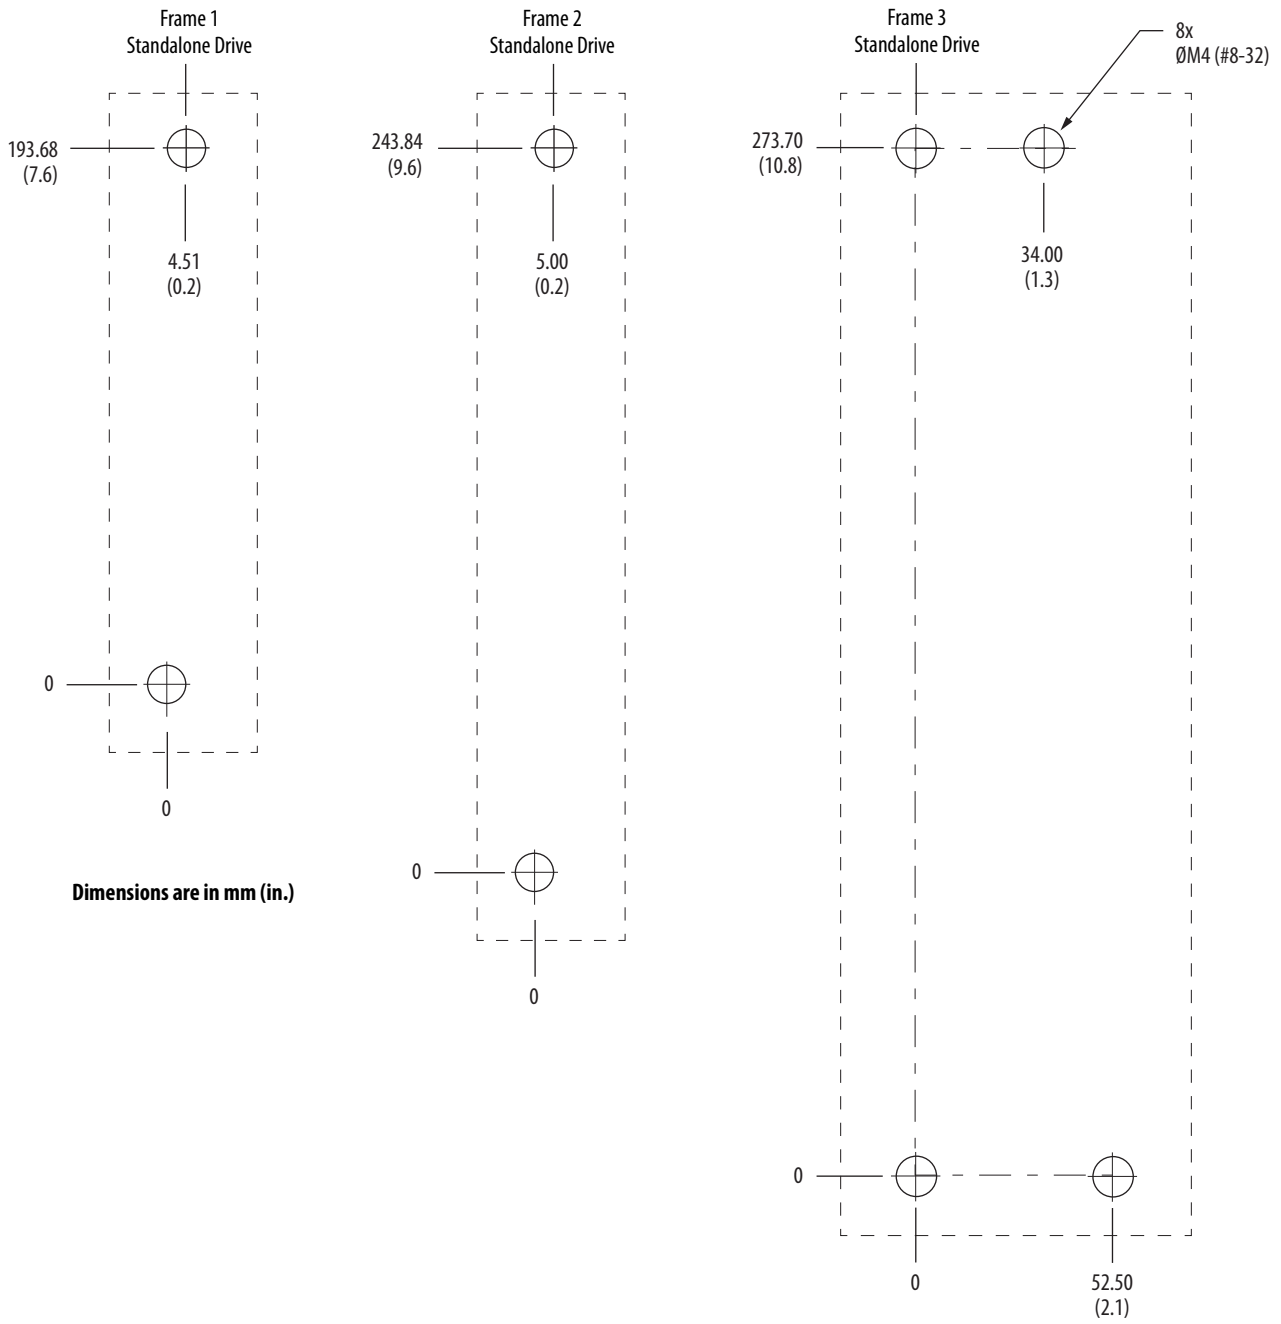 Frame 1
Standalone Drive
Frame 2
Standalone Drive
Frame 3
Standalone Drive
8x
ØM4 (#8-32)
193.68
(7.6)
243.84
(9.6)
273.70
(10.8)
4.51
(0.2)
5.00
(0.2)
34.00
(1.3)
0
0
0
Dimensions are in mm (in.)
0
0
0
52.50
(2.1)